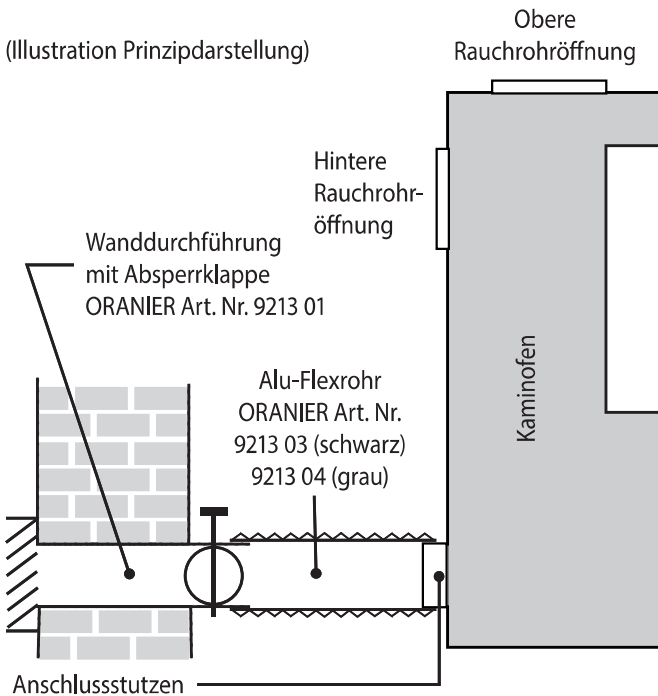 (Illustration Prinzipdarstellung)
Obere
Rauchrohröffnung
Hintere
Rauchrohr-
öffnung
Wanddurchführung
mit Absperrklappe
ORANIER Art. Nr. 9213 01
Alu-Flexrohr
ORANIER Art. Nr.
9213 03 (schwarz)
9213 04 (grau)
Kaminofen
Anschlussstutzen